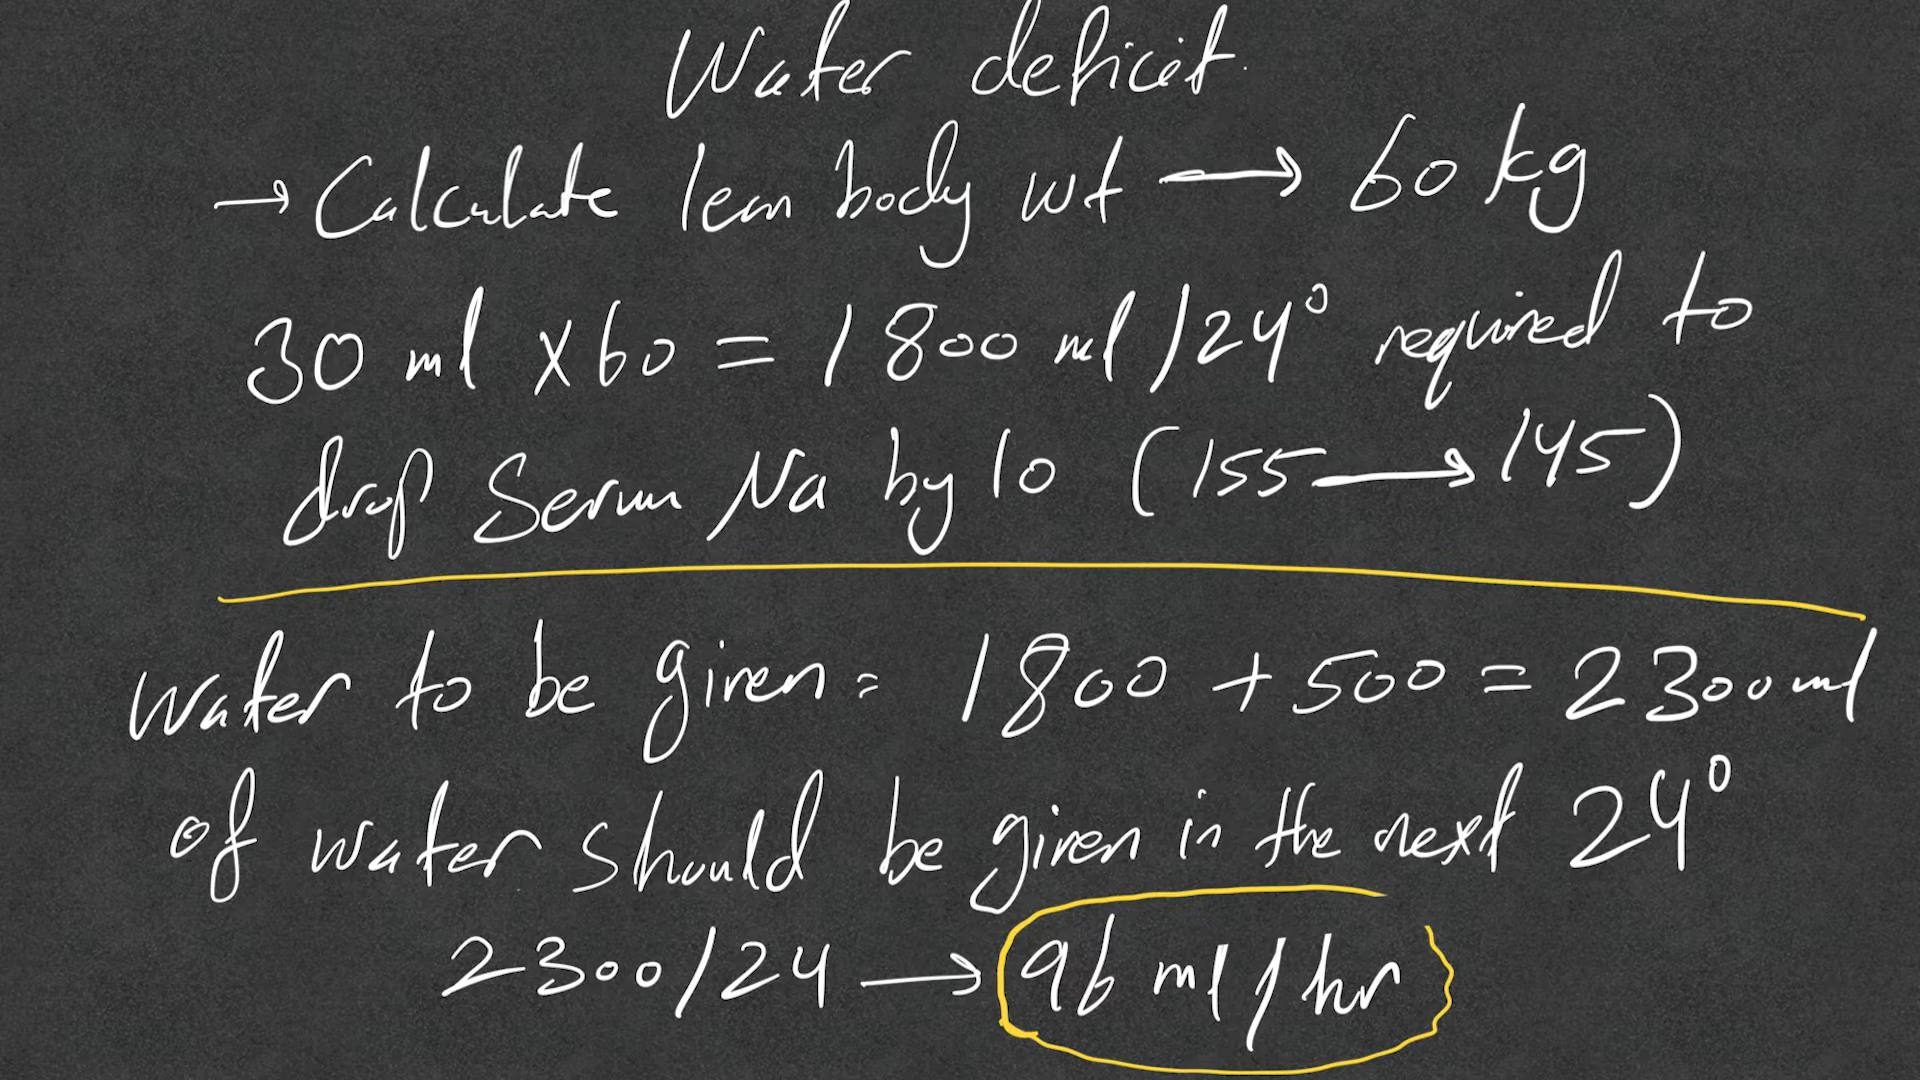 Water deficit.
→ Calculate lean body wt → 60 kg
30 ml x 60 = 1800 ml /24° required to
drop Serum Na by 10 (155 → 145)
water to be given = 1800 + 500 = 2300 ml
of water should be given in the next 24°
2300/24 → 96 ml / hr